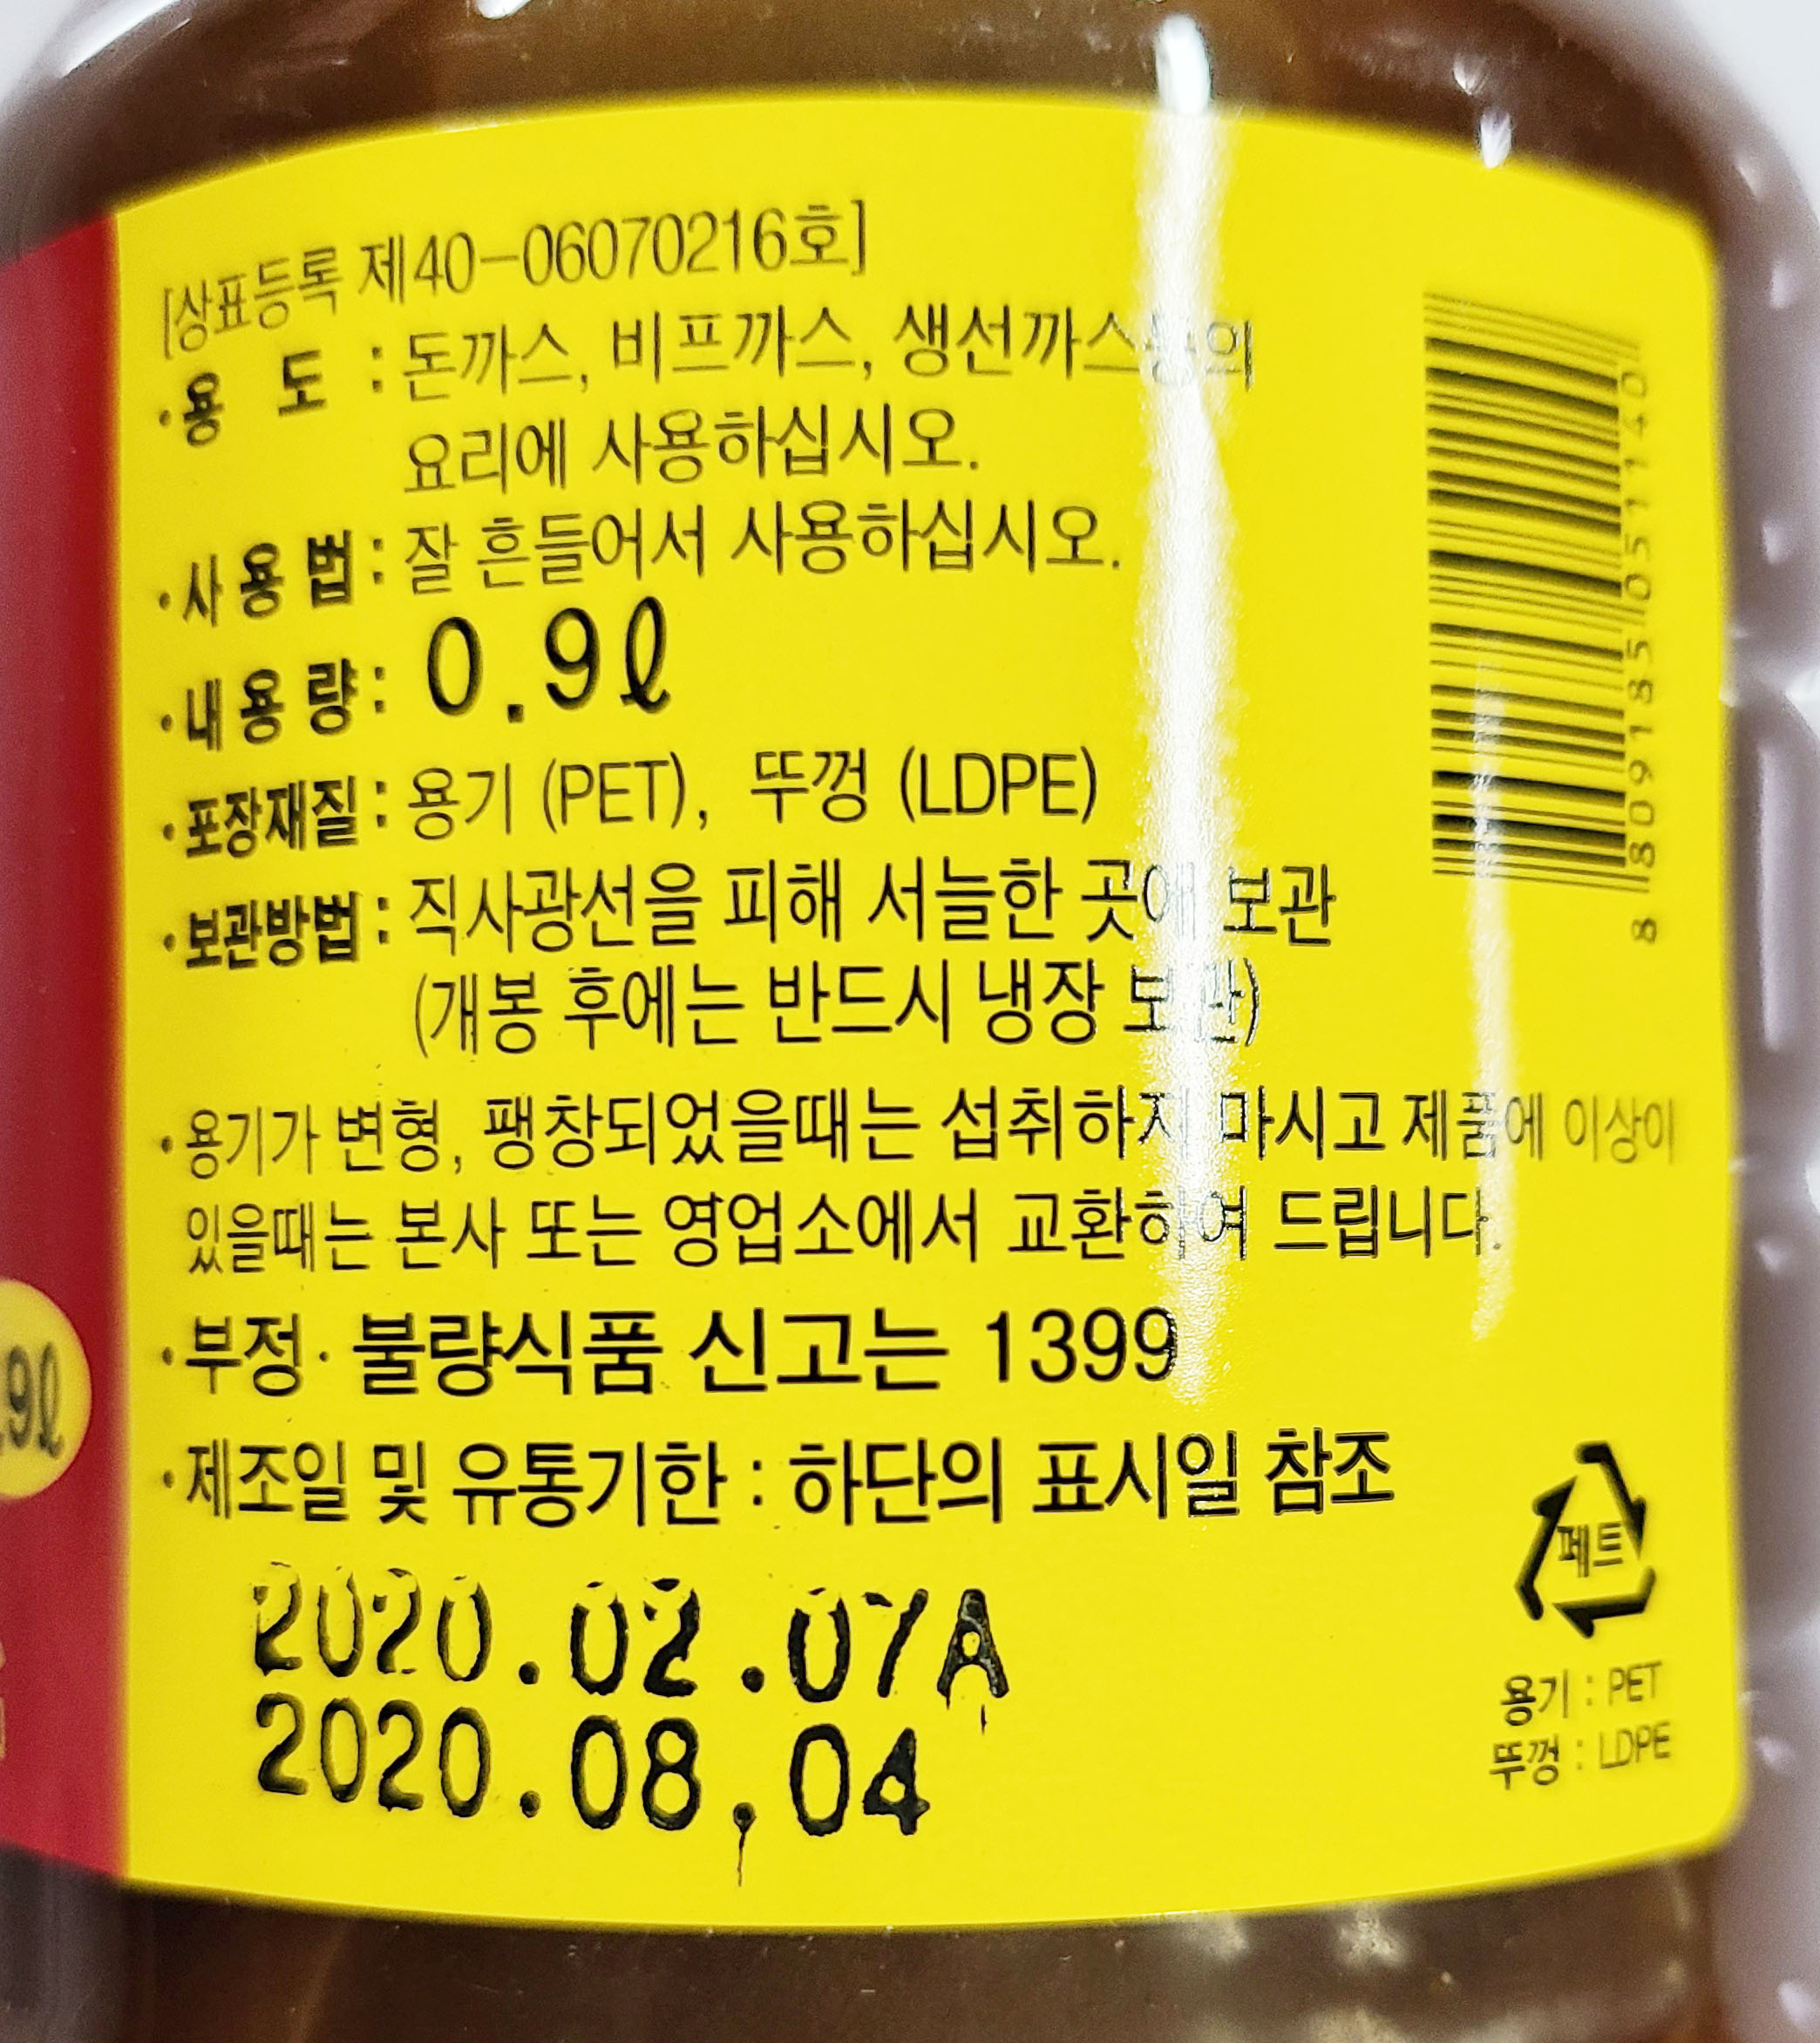 [상표등록 제40-06070216호]
·용 도 : 돈까스, 비프까스, 생선까스등의
요리에 사용하십시오.
·사 용 법 : 잘 흔들어서 사용하십시오.
·내 용 량 : 0.9ℓ
·포장재질 : 용기 (PET), 뚜껑 (LDPE)
·보관방법 : 직사광선을 피해 서늘한 곳에 보관
(개봉 후에는 반드시 냉장 보관)
·용기가 변형, 팽창되었을때는 섭취하지 마시고 제품에 이상이
있을때는 본사 또는 영업소에서 교환하여 드립니다.
·부정·불량식품 신고는 1399
·제조일 및 유통기한 : 하단의 표시일 참조
2020.02.07A
2020.08.04
8 809185 051140
페트
용기 : PET
뚜껑 : LDPE
9ℓ